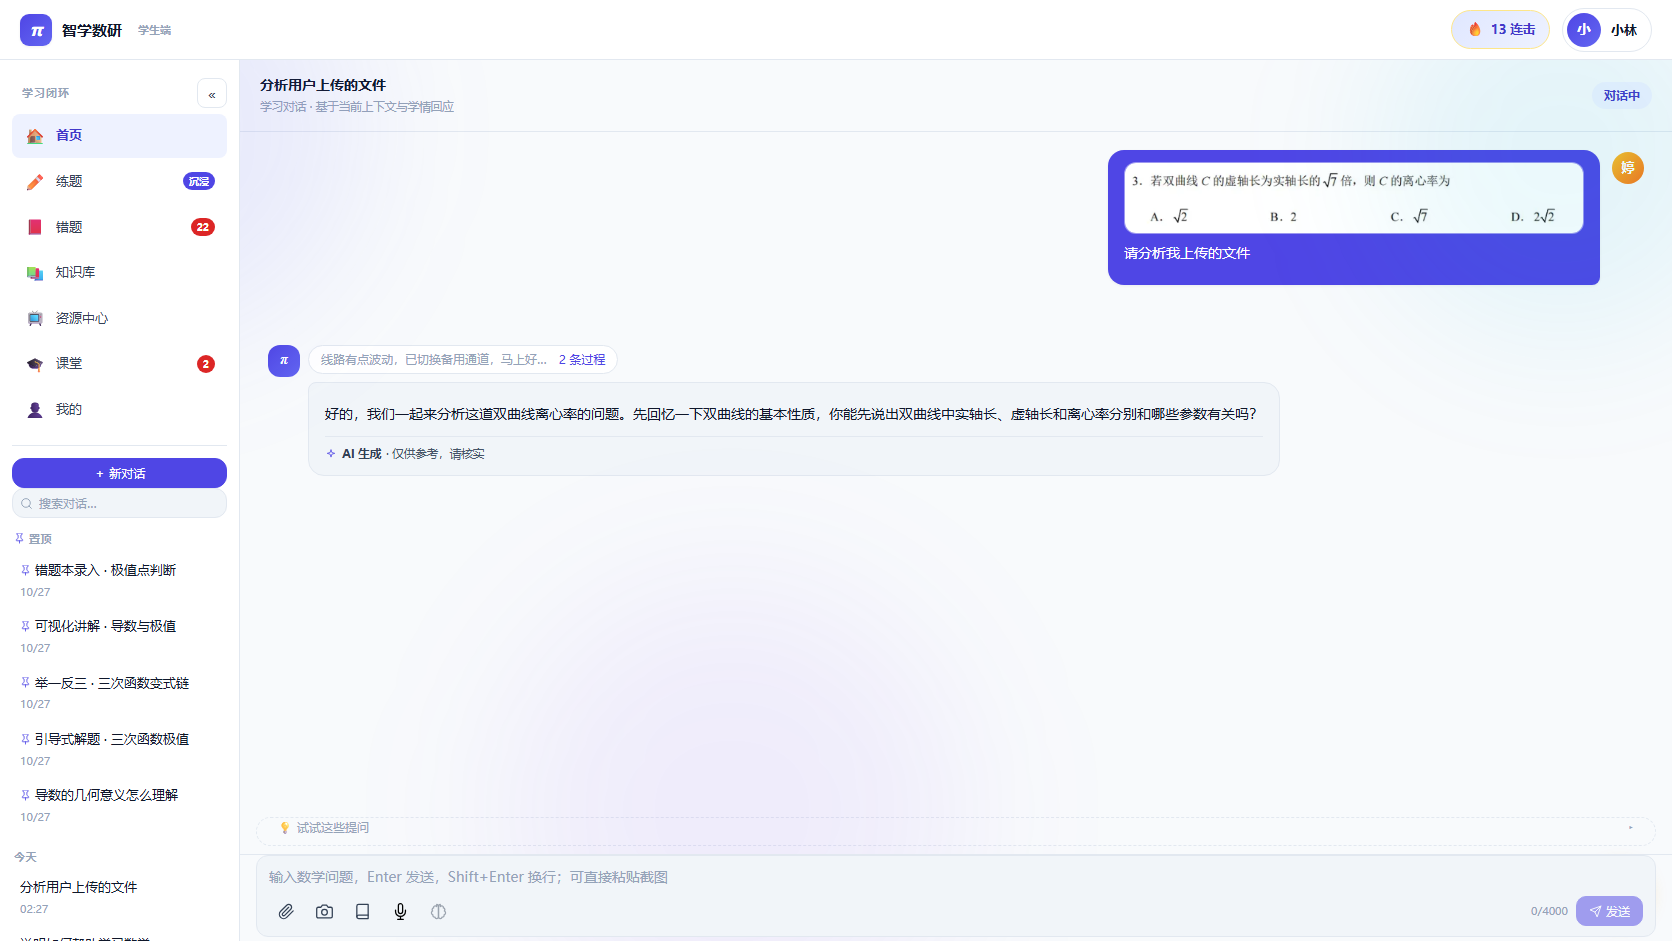 π 智学数研 学生端
13 连击
小 小林
学习闭环 «
首页
练题 沉浸
错题 22
知识库
资源中心
课堂 2
我的
+ 新对话
搜索对话...
置顶
错题本录入 · 极值点判断
10/27
可视化讲解 · 导数与极值
10/27
举一反三 · 三次函数变式链
10/27
引导式解题 · 三次函数极值
10/27
导数的几何意义怎么理解
10/27
今天
分析用户上传的文件
02:27
分析用户上传的文件
学习对话 · 基于当前上下文与学情回应
对话中
婷
3. 若双曲线 C 的虚轴长为实轴长的 √7 倍，则 C 的离心率为
A. √2 B. 2 C. √7 D. 2√2
请分析我上传的文件
π
线路有点波动，已切换备用通道，马上好... 2 条过程
好的，我们一起来分析这道双曲线离心率的问题。先回忆一下双曲线的基本性质，你能先说出双曲线中实轴长、虚轴长和离心率分别和哪些参数有关吗？
AI 生成 · 仅供参考，请核实
试试这些提问
输入数学问题，Enter 发送，Shift+Enter 换行；可直接粘贴截图
0/4000 发送